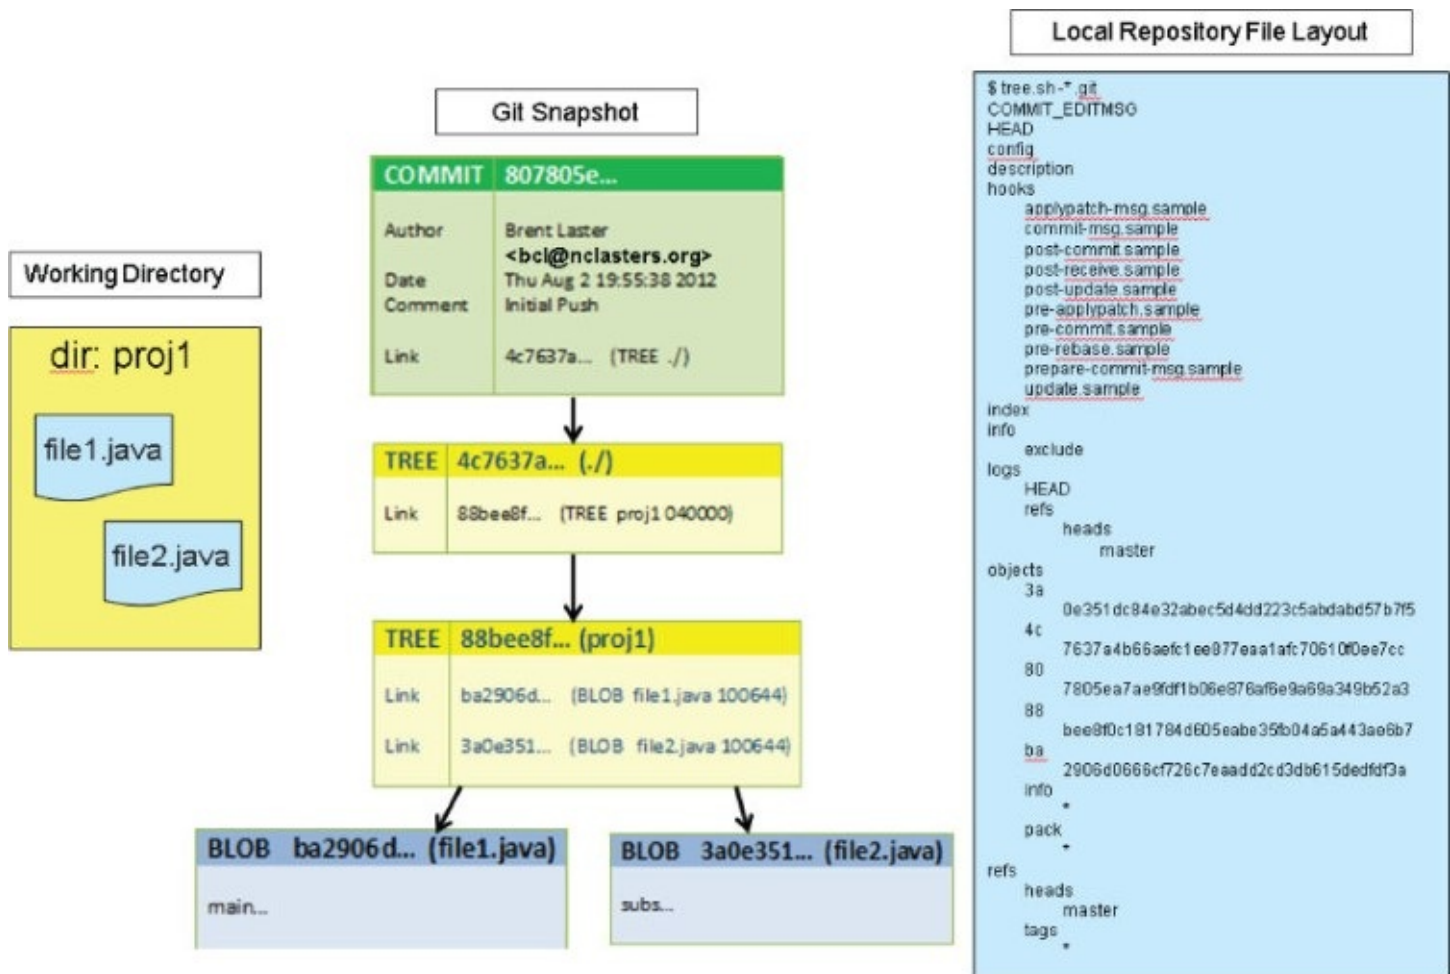 Working Directory
dir: proj1
file1.java
file2.java
Git Snapshot
COMMIT 807805e...
Author Brent Laster
<bcl@nclasters.org>
Date Thu Aug 2 19:55:38 2012
Comment Initial Push
Link 4c7637a... (TREE ./)
TREE 4c7637a... (./)
Link 88bee8f... (TREE proj1 040000)
TREE 88bee8f... (proj1)
Link ba2906d... (BLOB file1.java 100644)
Link 3a0e351... (BLOB file2.java 100644)
BLOB ba2906d... (file1.java)
main...
BLOB 3a0e351... (file2.java)
subs...
Local Repository File Layout
$ tree.sh -* .git
COMMIT_EDITMSG
HEAD
config
description
hooks
applypatch-msg.sample
commit-msg.sample
post-commit.sample
post-receive.sample
post-update.sample
pre-applypatch.sample
pre-commit.sample
pre-rebase.sample
prepare-commit-msg.sample
update.sample
index
info
exclude
logs
HEAD
refs
heads
master
objects
3a
0e351dc84e32abec5d4dd223c5abdabd57b7f5
4c
7637a4b66aefc1ee877eaa1afc70610f0ee7cc
80
7805ea7ae9fdf1b06e876af6e9a69a349b52a3
88
bee8f0c181784d605eabe35fb04a5a443ae6b7
ba
2906d0666cf726c7eaadd2cd3db615dedfdf3a
info
*
pack
*
refs
heads
master
tags
*